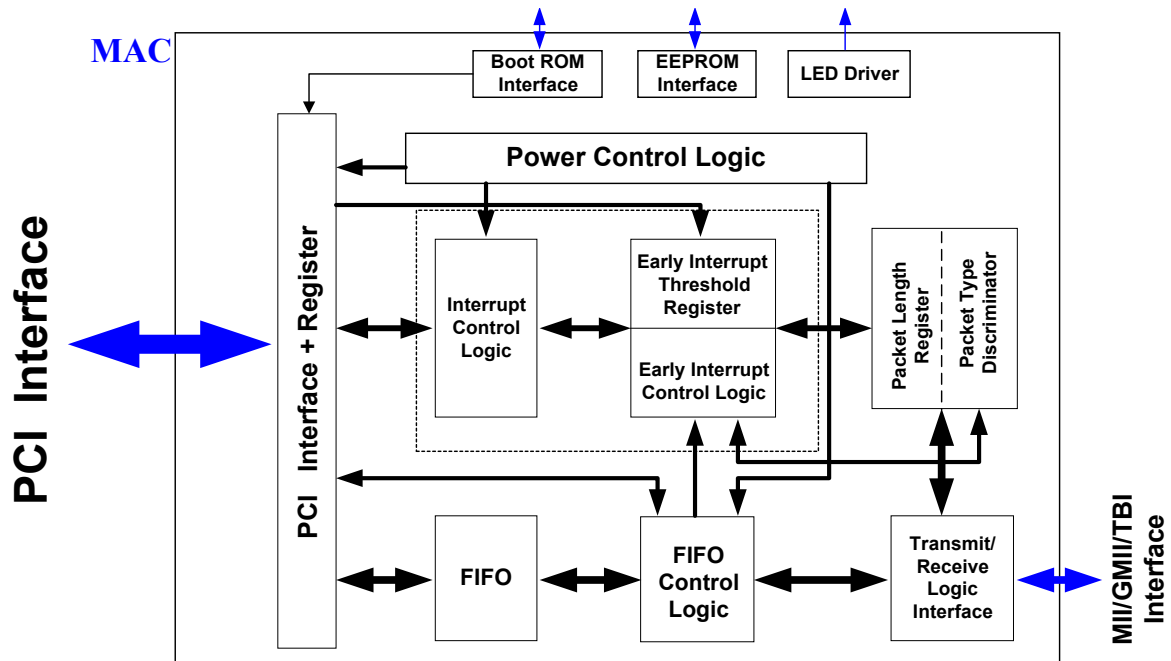 MAC
Boot ROM
Interface
EEPROM
Interface
LED Driver
Power Control Logic
PCI Interface
PCI Interface + Register
Interrupt
Control
Logic
Early Interrupt
Threshold
Register
Early Interrupt
Control Logic
Packet Length
Register
Packet Type
Discriminator
FIFO
FIFO
Control
Logic
Transmit/
Receive
Logic
Interface
MII/GMII/TBI
Interface